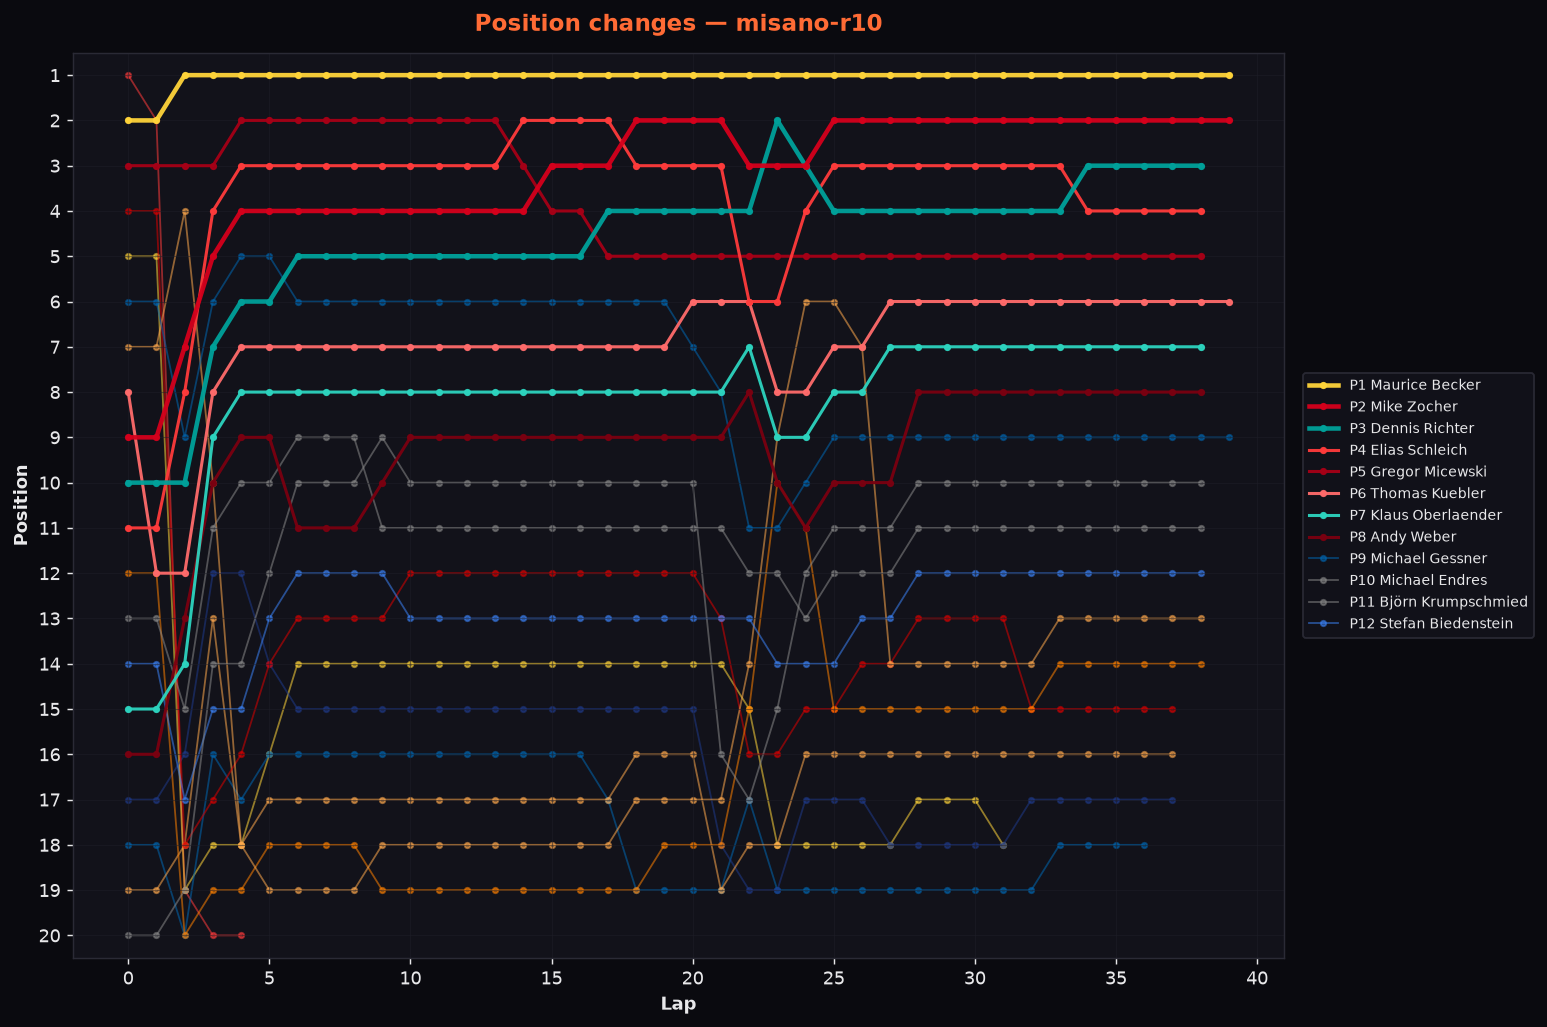 Position changes — misano-r10
1
2
3
4
5
6
7
8
9
10
11
12
13
14
15
16
17
18
19
20
Position
0 5 10 15 20 25 30 35 40
Lap
P1 Maurice Becker
P2 Mike Zocher
P3 Dennis Richter
P4 Elias Schleich
P5 Gregor Micewski
P6 Thomas Kuebler
P7 Klaus Oberlaender
P8 Andy Weber
P9 Michael Gessner
P10 Michael Endres
P11 Björn Krumpschmied
P12 Stefan Biedenstein